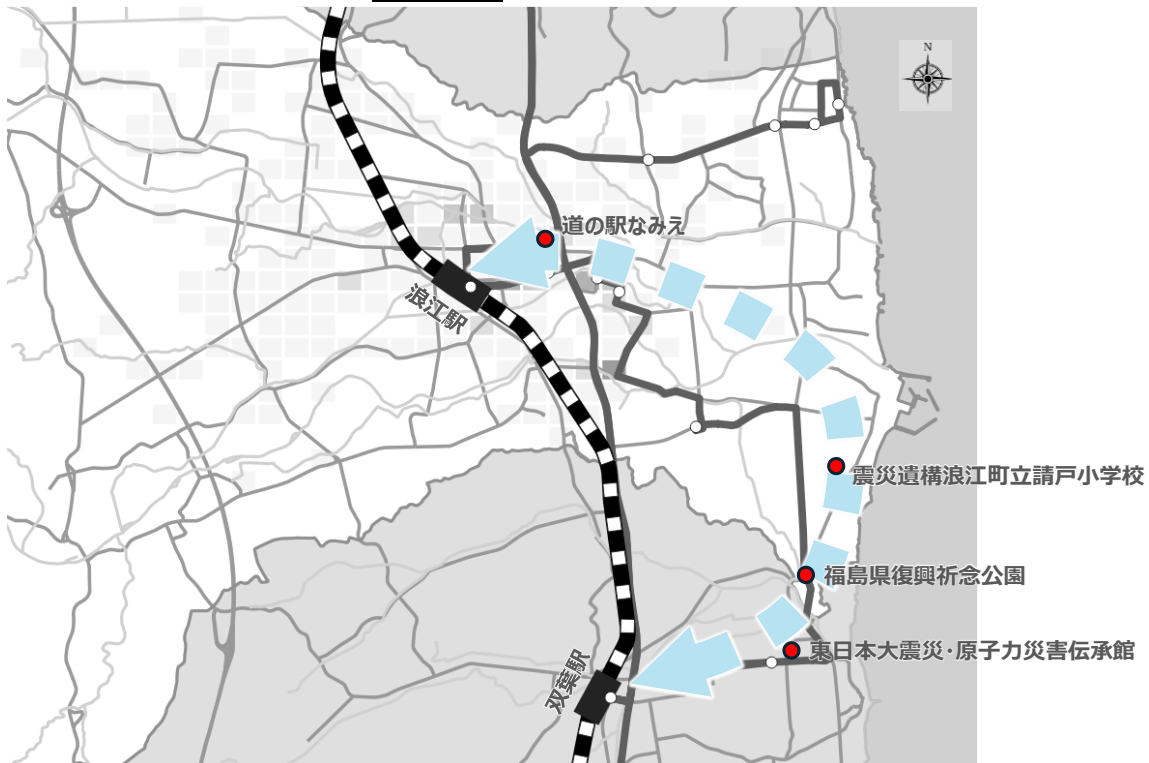 N
道の駅なみえ
浪江駅
震災遺構浪江町立請戸小学校
福島県復興祈念公園
東日本大震災・原子力災害伝承館
双葉駅